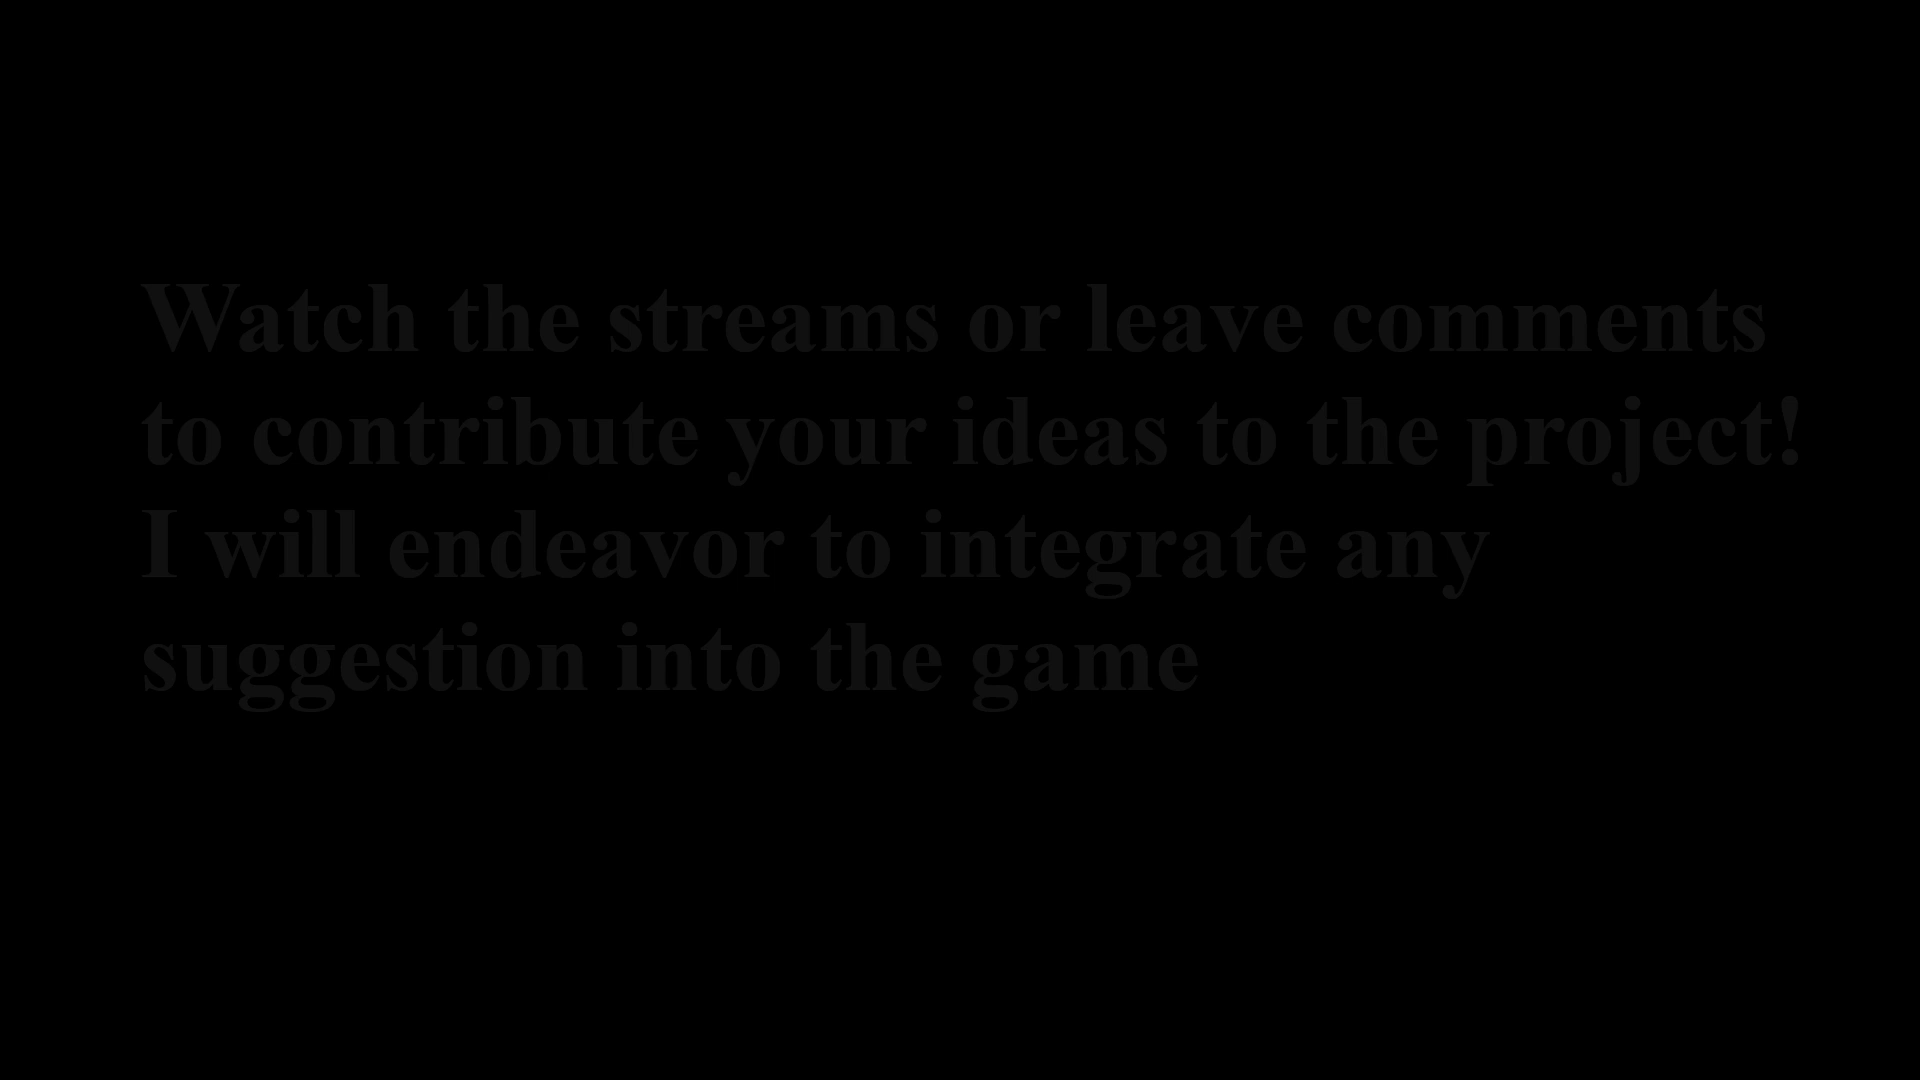 Watch the streams or leave comments
to contribute your ideas to the project!
I will endeavor to integrate any
suggestion into the game